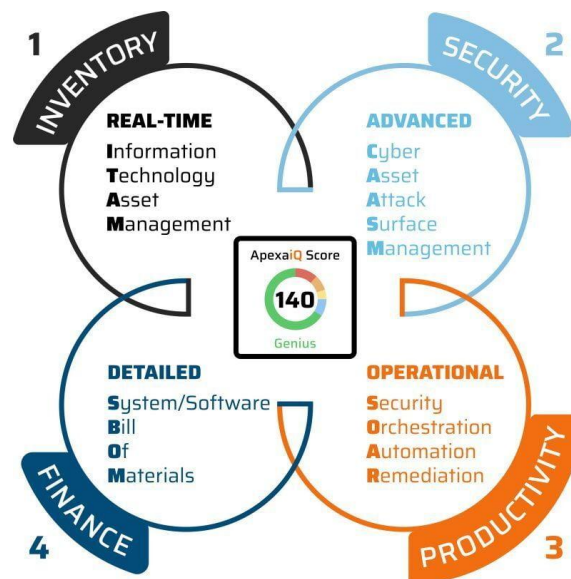 1
INVENTORY
REAL-TIME
Information
Technology
Asset
Management
2
SECURITY
ADVANCED
Cyber
Asset
Attack
Surface
Management
ApexaiQ Score
140
Genius
DETAILED
System/Software
Bill
Of
Materials
FINANCE
4
OPERATIONAL
Security
Orchestration
Automation
Remediation
PRODUCTIVITY
3